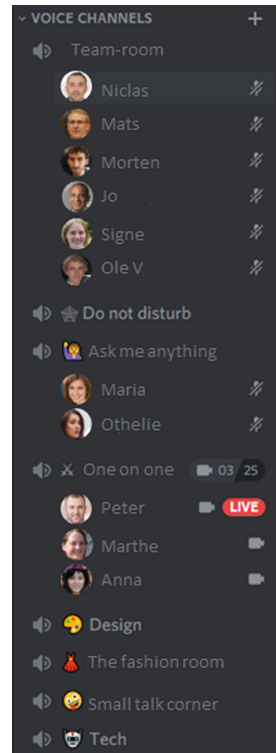 VOICE CHANNELS
Team-room
Niclas
Mats
Morten
Jo
Signe
Ole V
Do not disturb
Ask me anything
Maria
Othelie
One on one 03 25
Peter LIVE
Marthe
Anna
Design
The fashion room
Small talk corner
Tech